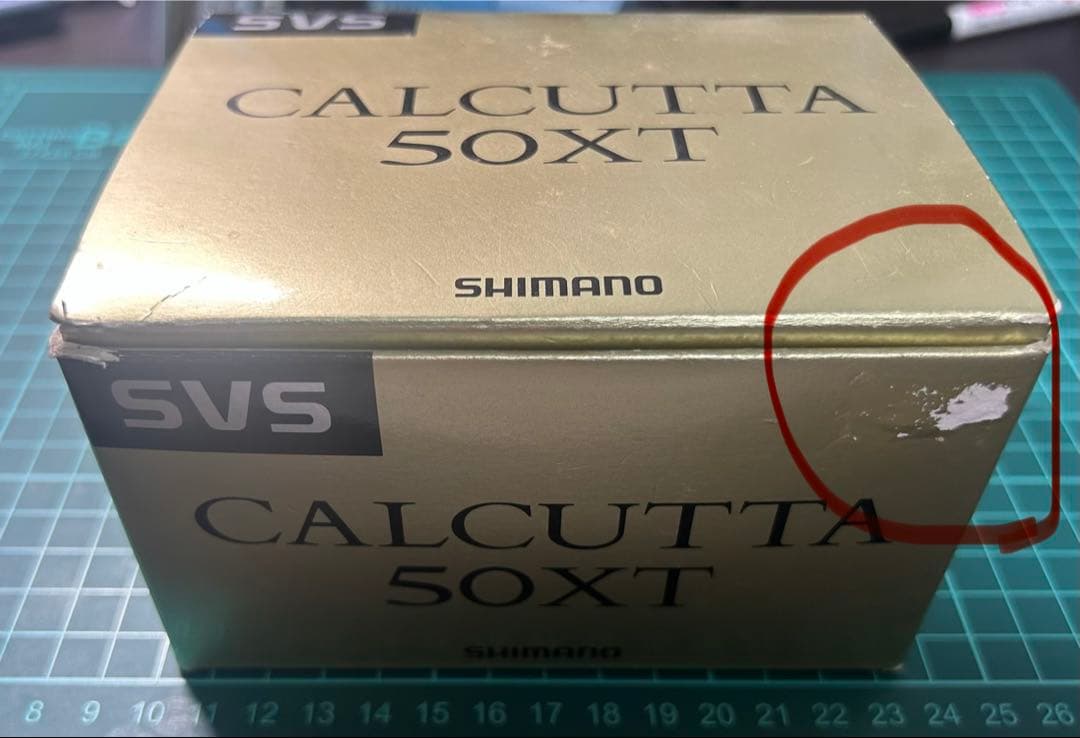 SVS
CALCUTTA
50XT
SHIMANO
SVS
CALCUTTA
50XT
SHIMANO
8 9 10 11 12 13 14 15 16 17 18 19 20 21 22 23 24 25 26